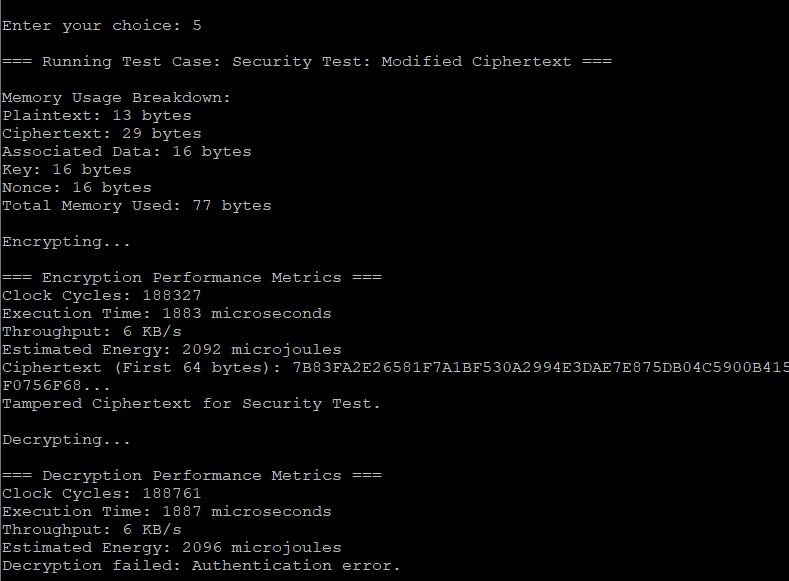 Enter your choice: 5
=== Running Test Case: Security Test: Modified Ciphertext ===
Memory Usage Breakdown:
Plaintext: 13 bytes
Ciphertext: 29 bytes
Associated Data: 16 bytes
Key: 16 bytes
Nonce: 16 bytes
Total Memory Used: 77 bytes
Encrypting...
=== Encryption Performance Metrics ===
Clock Cycles: 188327
Execution Time: 1883 microseconds
Throughput: 6 KB/s
Estimated Energy: 2092 microjoules
Ciphertext (First 64 bytes): 7B83FA2E26581F7A1BF530A2994E3DAE7E875DB04C5900B415
F0756F68...
Tampered Ciphertext for Security Test.
Decrypting...
=== Decryption Performance Metrics ===
Clock Cycles: 188761
Execution Time: 1887 microseconds
Throughput: 6 KB/s
Estimated Energy: 2096 microjoules
Decryption failed: Authentication error.